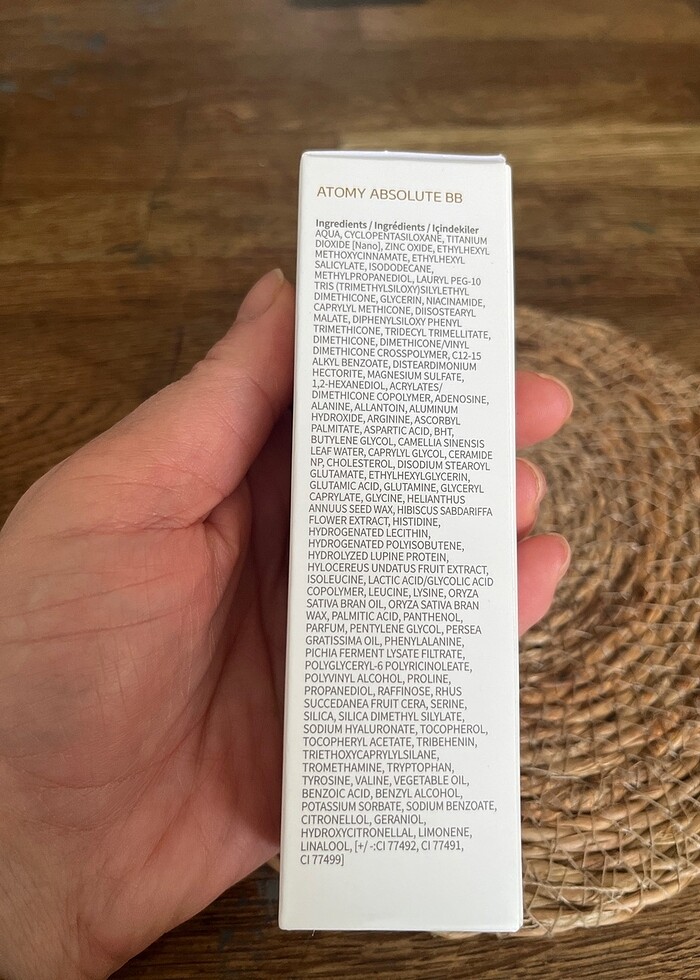 ATOMY ABSOLUTE BB
Ingredients / Ingrédients / İçindekiler
AQUA, CYCLOPENTASILOXANE, TITANIUM
DIOXIDE [Nano], ZINC OXIDE, ETHYLHEXYL
METHOXYCINNAMATE, ETHYLHEXYL
SALICYLATE, ISODODECANE,
METHYLPROPANEDIOL, LAURYL PEG-10
TRIS (TRIMETHYLSILOXY)SILYLETHYL
DIMETHICONE, GLYCERIN, NIACINAMIDE,
CAPRYLYL METHICONE, DIISOSTEARYL
MALATE, DIPHENYLSILOXY PHENYL
TRIMETHICONE, TRIDECYL TRIMELLITATE,
DIMETHICONE, DIMETHICONE/VINYL
DIMETHICONE CROSSPOLYMER, C12-15
ALKYL BENZOATE, DISTEARDIMONIUM
HECTORITE, MAGNESIUM SULFATE,
1,2-HEXANEDIOL, ACRYLATES/
DIMETHICONE COPOLYMER, ADENOSINE,
ALANINE, ALLANTOIN, ALUMINUM
HYDROXIDE, ARGININE, ASCORBYL
PALMITATE, ASPARTIC ACID, BHT,
BUTYLENE GLYCOL, CAMELLIA SINENSIS
LEAF WATER, CAPRYLYL GLYCOL, CERAMIDE
NP, CHOLESTEROL, DISODIUM STEAROYL
GLUTAMATE, ETHYLHEXYLGLYCERIN,
GLUTAMIC ACID, GLUTAMINE, GLYCERYL
CAPRYLATE, GLYCINE, HELIANTHUS
ANNUUS SEED WAX, HIBISCUS SABDARIFFA
FLOWER EXTRACT, HISTIDINE,
HYDROGENATED LECITHIN,
HYDROGENATED POLYISOBUTENE,
HYDROLYZED LUPINE PROTEIN,
HYLOCEREUS UNDATUS FRUIT EXTRACT,
ISOLEUCINE, LACTIC ACID/GLYCOLIC ACID
COPOLYMER, LEUCINE, LYSINE, ORYZA
SATIVA BRAN OIL, ORYZA SATIVA BRAN
WAX, PALMITIC ACID, PANTHENOL,
PARFUM, PENTYLENE GLYCOL, PERSEA
GRATISSIMA OIL, PHENYLALANINE,
PICHIA FERMENT LYSATE FILTRATE,
POLYGLYCERYL-6 POLYRICINOLEATE,
POLYVINYL ALCOHOL, PROLINE,
PROPANEDIOL, RAFFINOSE, RHUS
SUCCEDANEA FRUIT CERA, SERINE,
SILICA, SILICA DIMETHYL SILYLATE,
SODIUM HYALURONATE, TOCOPHEROL,
TOCOPHERYL ACETATE, TRIBEHENIN,
TRIETHOXYCAPRYLYLSILANE,
TROMETHAMINE, TRYPTOPHAN,
TYROSINE, VALINE, VEGETABLE OIL,
BENZOIC ACID, BENZYL ALCOHOL,
POTASSIUM SORBATE, SODIUM BENZOATE,
CITRONELLOL, GERANIOL,
HYDROXYCITRONELLAL, LIMONENE,
LINALOOL, [+/ -:CI 77492, CI 77491,
CI 77499]